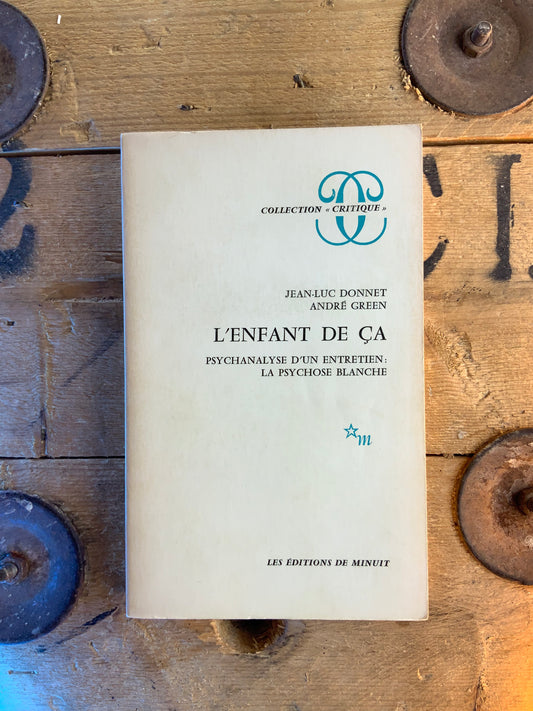 COLLECTION « CRITIQUE »
JEAN-LUC DONNET
ANDRÉ GREEN
L'ENFANT DE ÇA
PSYCHANALYSE D'UN ENTRETIEN :
LA PSYCHOSE BLANCHE
m
LES ÉDITIONS DE MINUIT